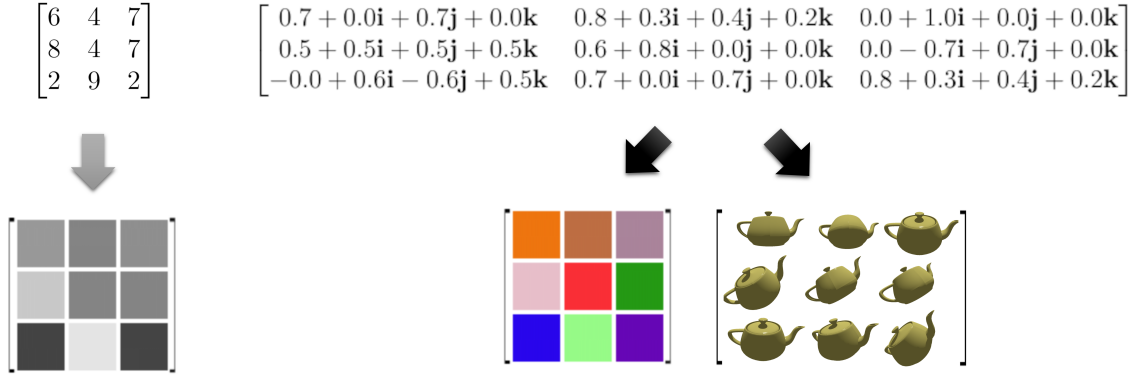 6 4 7
8 4 7
2 9 2
0.7 + 0.0i + 0.7j + 0.0k 0.8 + 0.3i + 0.4j + 0.2k 0.0 + 1.0i + 0.0j + 0.0k
0.5 + 0.5i + 0.5j + 0.5k 0.6 + 0.8i + 0.0j + 0.0k 0.0 − 0.7i + 0.7j + 0.0k
−0.0 + 0.6i − 0.6j + 0.5k 0.7 + 0.0i + 0.7j + 0.0k 0.8 + 0.3i + 0.4j + 0.2k